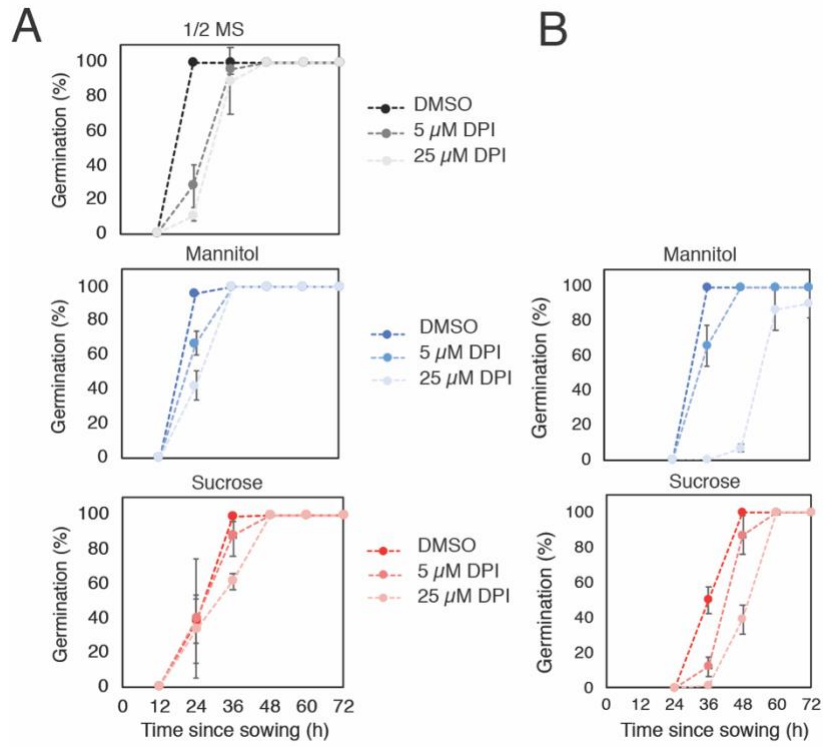 A
1/2 MS
Germination (%)
100
80
60
40
20
0
DMSO
5 µM DPI
25 µM DPI
Mannitol
Germination (%)
100
80
60
40
20
0
DMSO
5 µM DPI
25 µM DPI
Sucrose
Germination (%)
100
80
60
40
20
0
DMSO
5 µM DPI
25 µM DPI
0 12 24 36 48 60 72
Time since sowing (h)
B
Mannitol
Germination (%)
100
80
60
40
20
0
Sucrose
Germination (%)
100
80
60
40
20
0
0 12 24 36 48 60 72
Time since sowing (h)